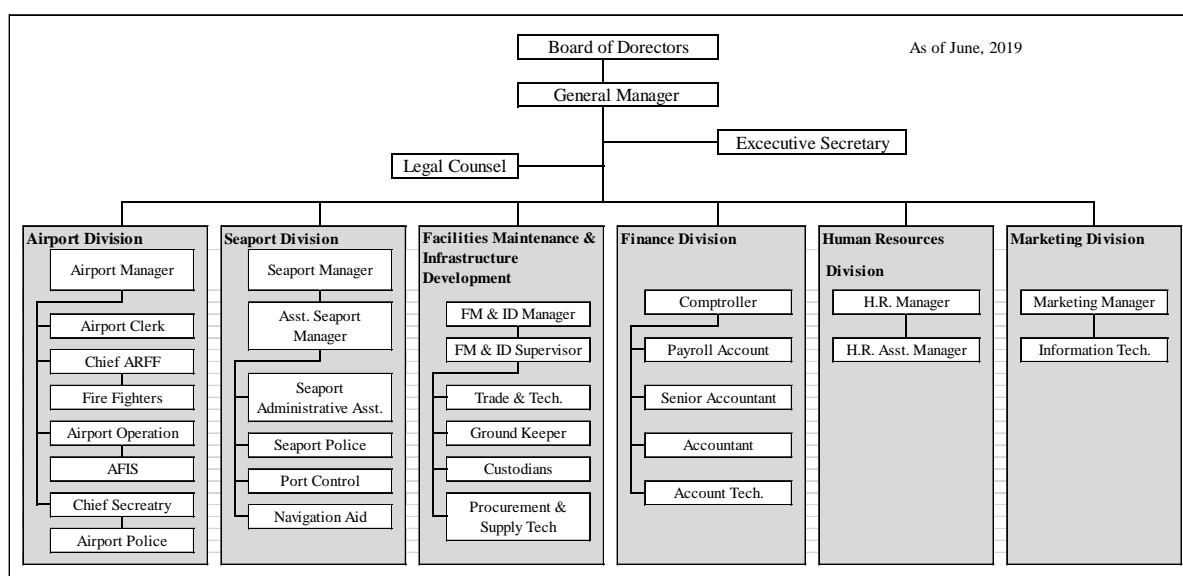 Board of Dorectors
As of June, 2019
General Manager
Excecutive Secretary
Legal Counsel
Airport Division
Airport Manager
Airport Clerk
Chief ARFF
Fire Fighters
Airport Operation
AFIS
Chief Secreatry
Airport Police
Seaport Division
Seaport Manager
Asst. Seaport
Manager
Seaport
Administrative Asst.
Seaport Police
Port Control
Navigation Aid
Facilities Maintenance &
Infrastructure
Development
FM & ID Manager
FM & ID Supervisor
Trade & Tech.
Ground Keeper
Custodians
Procurement &
Supply Tech
Finance Division
Comptroller
Payroll Account
Senior Accountant
Accountant
Account Tech.
Human Resources
Division
H.R. Manager
H.R. Asst. Manager
Marketing Division
Marketing Manager
Information Tech.